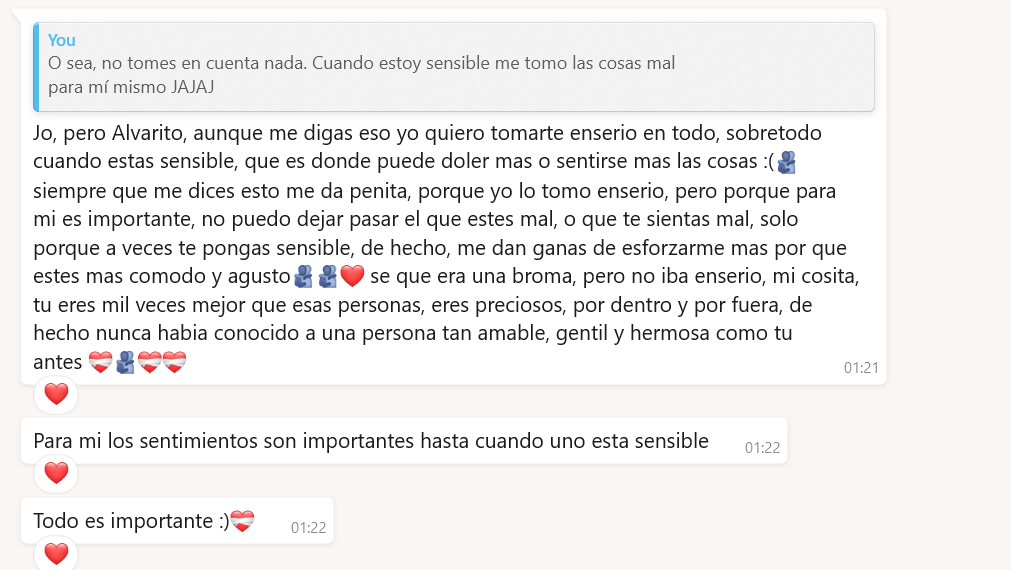 You
O sea, no tomes en cuenta nada. Cuando estoy sensible me tomo las cosas mal
para mí mismo JAJAJ
Jo, pero Alvarito, aunque me digas eso yo quiero tomarte enserio en todo, sobretodo
cuando estas sensible, que es donde puede doler mas o sentirse mas las cosas :(🫂
siempre que me dices esto me da penita, porque yo lo tomo enserio, pero porque para
mi es importante, no puedo dejar pasar el que estes mal, o que te sientas mal, solo
porque a veces te pongas sensible, de hecho, me dan ganas de esforzarme mas por que
estes mas comodo y agusto🫂🫂❤️ se que era una broma, pero no iba enserio, mi cosita,
tu eres mil veces mejor que esas personas, eres preciosos, por dentro y por fuera, de
hecho nunca habia conocido a una persona tan amable, gentil y hermosa como tu
antes ❤️‍🩹🫂❤️‍🩹❤️‍🩹
01:21
❤️
Para mi los sentimientos son importantes hasta cuando uno esta sensible
01:22
❤️
Todo es importante :)❤️‍🩹
01:22
❤️